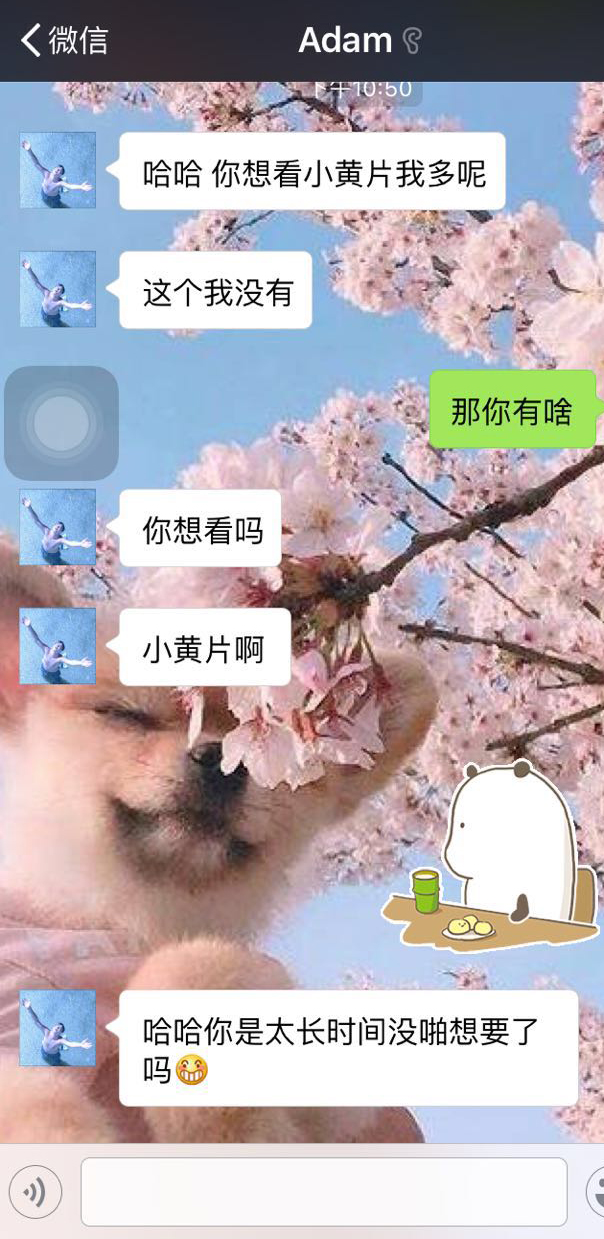 微信
Adam
下午10:50
哈哈 你想看小黄片我多呢
这个我没有
那你有啥
你想看吗
小黄片啊
哈哈你是太长时间没啪想要了
吗😁